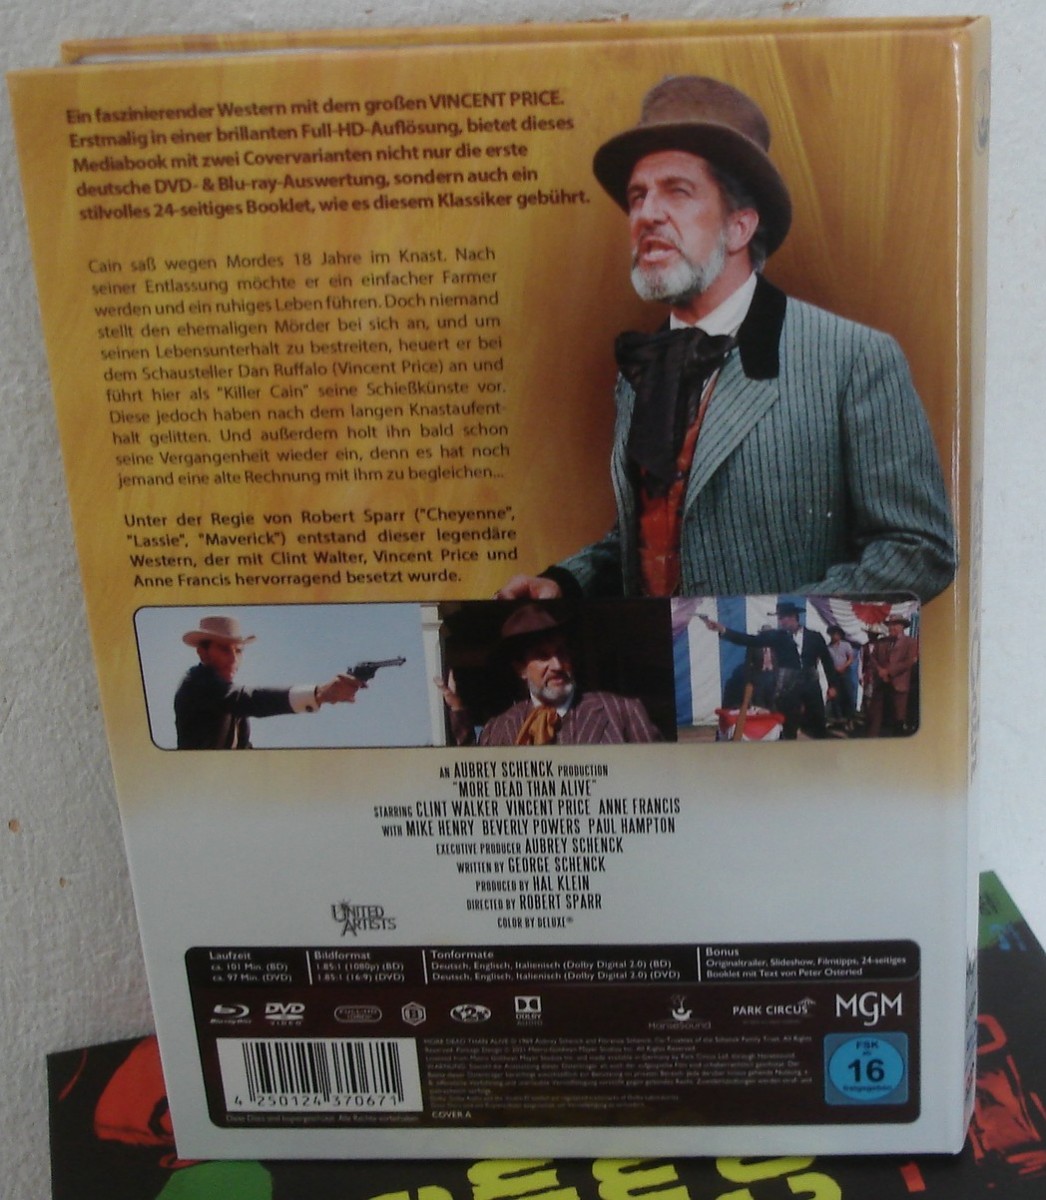 Ein faszinierender Western mit dem großen VINCENT PRICE.
Erstmalig in einer brillanten Full-HD-Auflösung, bietet dieses
Mediabook mit zwei Covervarianten nicht nur die erste
deutsche DVD- & Blu-ray-Auswertung, sondern auch ein
stilvolles 24-seitiges Booklet, wie es diesem Klassiker gebührt.
Cain saß wegen Mordes 18 Jahre im Knast. Nach
seiner Entlassung möchte er ein einfacher Farmer
werden und ein ruhiges Leben führen. Doch niemand
stellt den ehemaligen Mörder bei sich an, und um
seinen Lebensunterhalt zu bestreiten, heuert er bei
dem Schausteller Dan Ruffalo (Vincent Price) an und
führt hier als "Killer Cain" seine Schießkünste vor.
Diese jedoch haben nach dem langen Knastaufent-
halt gelitten. Und außerdem holt ihn bald schon
seine Vergangenheit wieder ein, denn es hat noch
jemand eine alte Rechnung mit ihm zu begleichen...
Unter der Regie von Robert Sparr ("Cheyenne",
"Lassie", "Maverick") entstand dieser legendäre
Western, der mit Clint Walter, Vincent Price und
Anne Francis hervorragend besetzt wurde.
AN AUBREY SCHENCK PRODUCTION
"MORE DEAD THAN ALIVE"
STARRING CLINT WALKER VINCENT PRICE ANNE FRANCIS
WITH MIKE HENRY BEVERLY POWERS PAUL HAMPTON
EXECUTIVE PRODUCER AUBREY SCHENCK
WRITTEN BY GEORGE SCHENCK
PRODUCED BY HAL KLEIN
DIRECTED BY ROBERT SPARR
COLOR BY DELUXE®
UNITED
ARTISTS
Laufzeit
ca. 101 Min. (BD)
ca. 97 Min. (DVD)
Bildformat
1.85:1 (1080p) (BD)
1.85:1 (16:9) (DVD)
Tonformate
Deutsch, Englisch, Italienisch (Dolby Digital 2.0) (BD)
Deutsch, Englisch, Italienisch (Dolby Digital 2.0) (DVD)
Bonus
Originaltrailer, Slideshow, Filmtipps, 24-seitiges
Booklet mit Text von Peter Osteried
Blu-ray Disc
DVD
VIDEO
FULL-HD
B
2
DOLBY
AUDIO
HanseSound
PARK CIRCUS
MGM
FSK
ab
16
freigegeben
4 250124 370671
COVER A